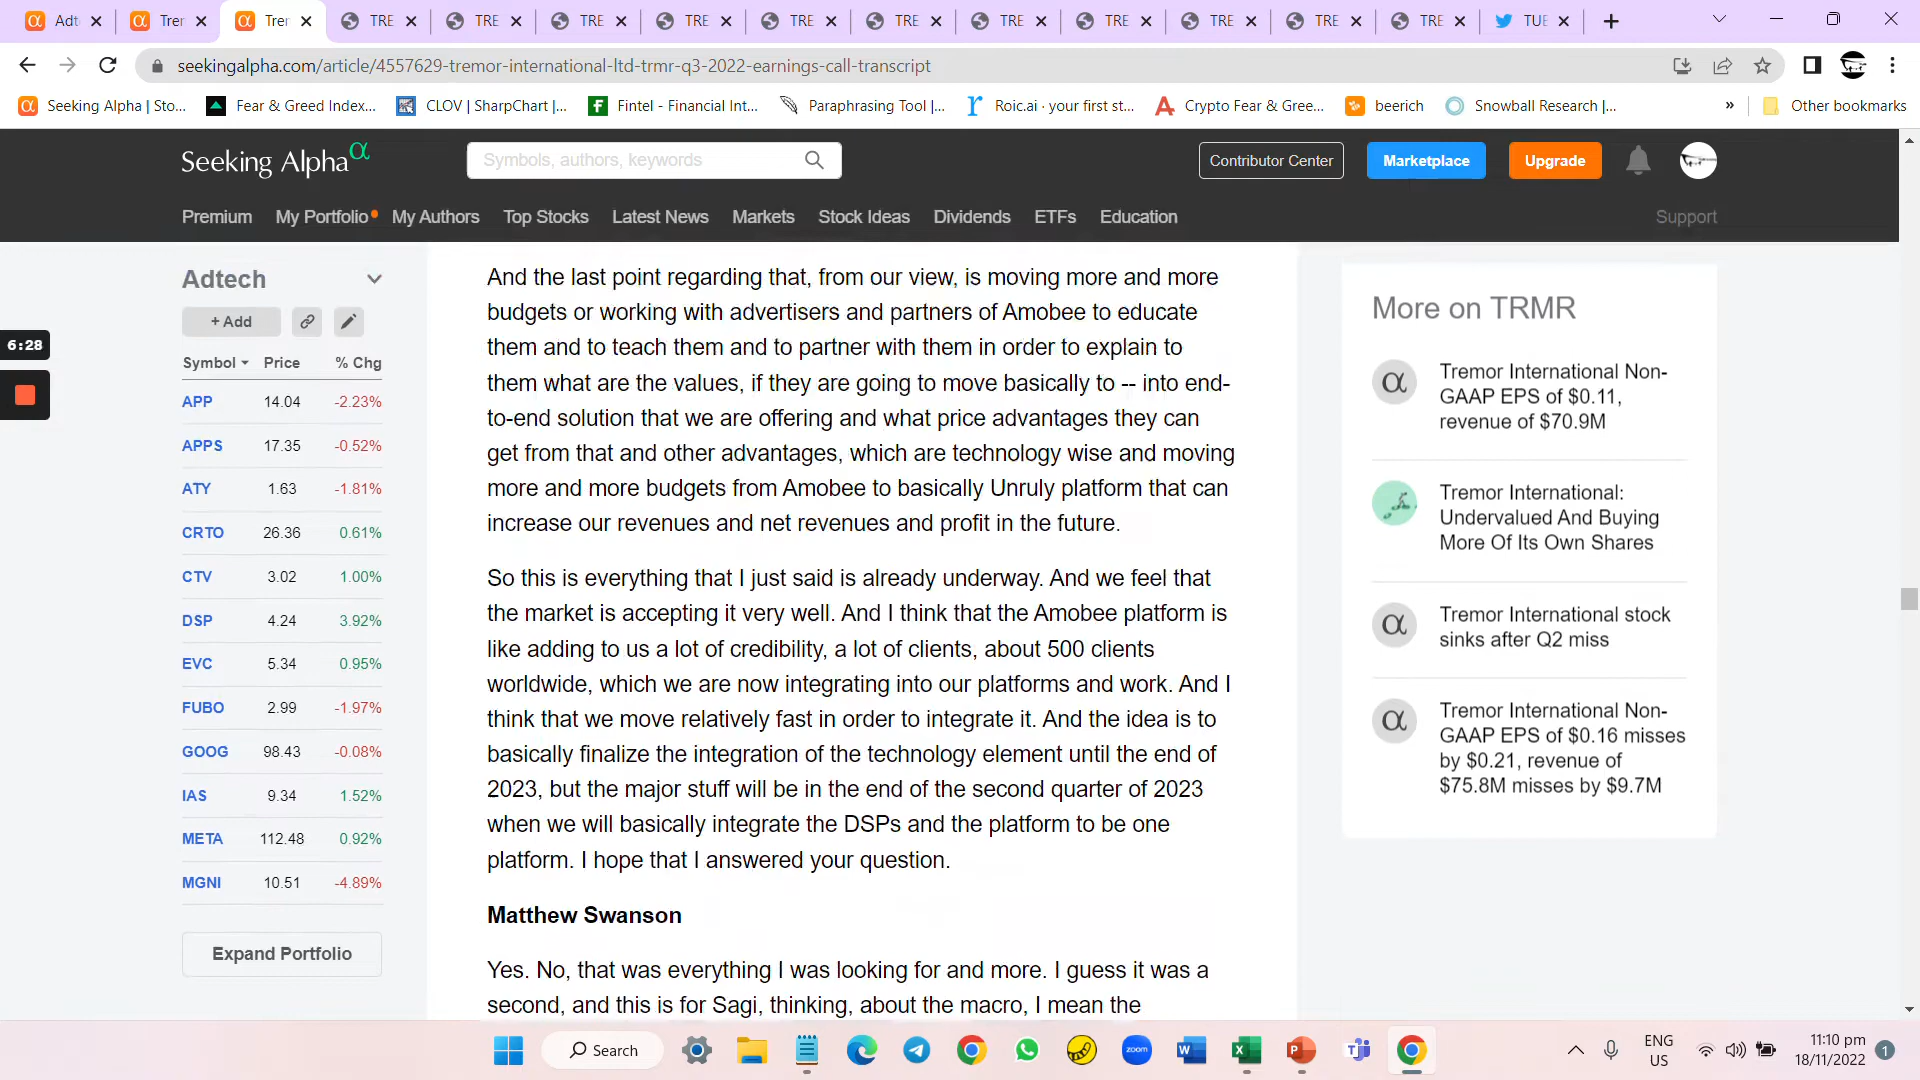 Adt
Trer
Trer
TRE
TRE
TRE
TRE
TRE
TRE
TRE
TRE
TRE
TRE
TRE
TUE
seekingalpha.com/article/4557629-tremor-international-ltd-trmr-q3-2022-earnings-call-transcript
Seeking Alpha | Sto...
Fear & Greed Index...
CLOV | SharpChart |...
Fintel - Financial Int...
Paraphrasing Tool |...
Roic.ai · your first st...
Crypto Fear & Gree...
beerich
Snowball Research |...
»
Other bookmarks
Seeking Alpha α
Symbols, authors, keywords
Contributor Center
Marketplace
Upgrade
Premium
My Portfolio
My Authors
Top Stocks
Latest News
Markets
Stock Ideas
Dividends
ETFs
Education
Support
6:28
Adtech
+ Add
Symbol Price % Chg
APP 14.04 -2.23%
APPS 17.35 -0.52%
ATY 1.63 -1.81%
CRTO 26.36 0.61%
CTV 3.02 1.00%
DSP 4.24 3.92%
EVC 5.34 0.95%
FUBO 2.99 -1.97%
GOOG 98.43 -0.08%
IAS 9.34 1.52%
META 112.48 0.92%
MGNI 10.51 -4.89%
Expand Portfolio
And the last point regarding that, from our view, is moving more and more
budgets or working with advertisers and partners of Amobee to educate
them and to teach them and to partner with them in order to explain to
them what are the values, if they are going to move basically to -- into end-
to-end solution that we are offering and what price advantages they can
get from that and other advantages, which are technology wise and moving
more and more budgets from Amobee to basically Unruly platform that can
increase our revenues and net revenues and profit in the future.
So this is everything that I just said is already underway. And we feel that
the market is accepting it very well. And I think that the Amobee platform is
like adding to us a lot of credibility, a lot of clients, about 500 clients
worldwide, which we are now integrating into our platforms and work. And I
think that we move relatively fast in order to integrate it. And the idea is to
basically finalize the integration of the technology element until the end of
2023, but the major stuff will be in the end of the second quarter of 2023
when we will basically integrate the DSPs and the platform to be one
platform. I hope that I answered your question.
Matthew Swanson
Yes. No, that was everything I was looking for and more. I guess it was a
second, and this is for Sagi, thinking, about the macro, I mean the
More on TRMR
Tremor International Non-
GAAP EPS of $0.11,
revenue of $70.9M
Tremor International:
Undervalued And Buying
More Of Its Own Shares
Tremor International stock
sinks after Q2 miss
Tremor International Non-
GAAP EPS of $0.16 misses
by $0.21, revenue of
$75.8M misses by $9.7M
Search
zoom
ENG
US
11:10 pm
18/11/2022
1